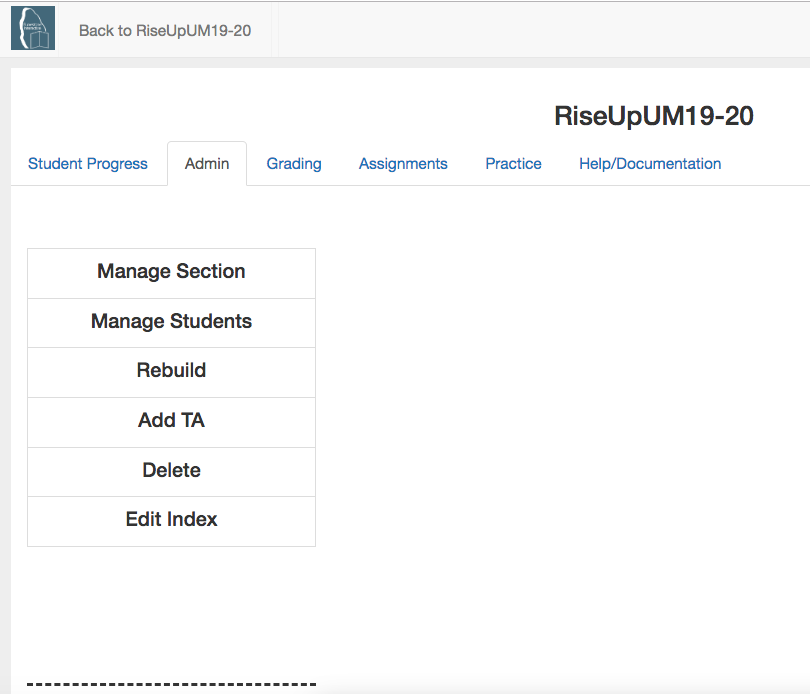 Back to RiseUpUM19-20
RiseUpUM19-20
Student Progress Admin Grading Assignments Practice Help/Documentation
Manage Section
Manage Students
Rebuild
Add TA
Delete
Edit Index